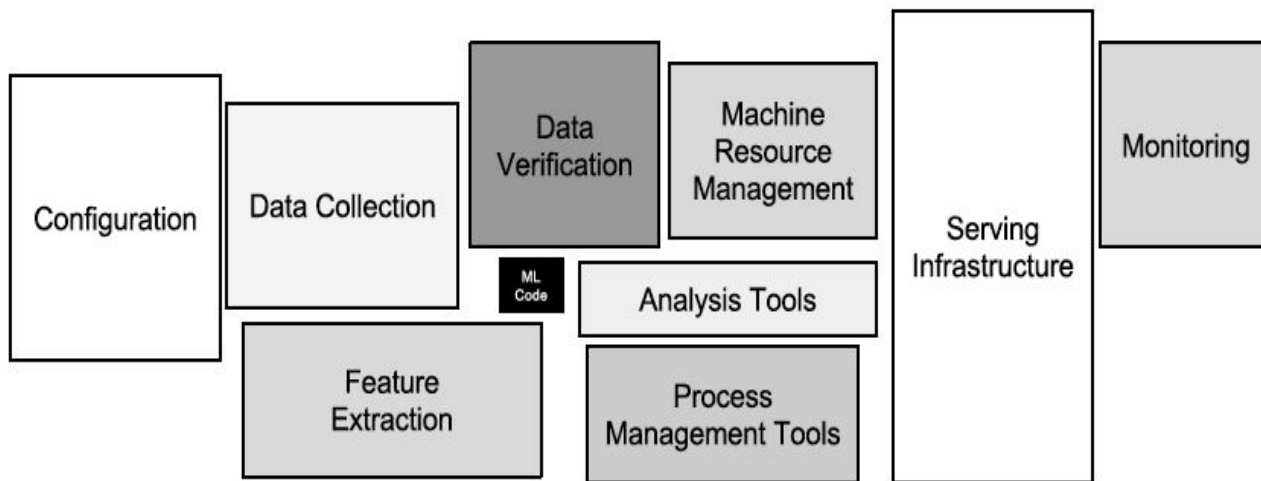 Configuration
Data Collection
Data
Verification
Machine
Resource
Management
Monitoring
Serving
Infrastructure
ML
Code
Analysis Tools
Feature
Extraction
Process
Management Tools